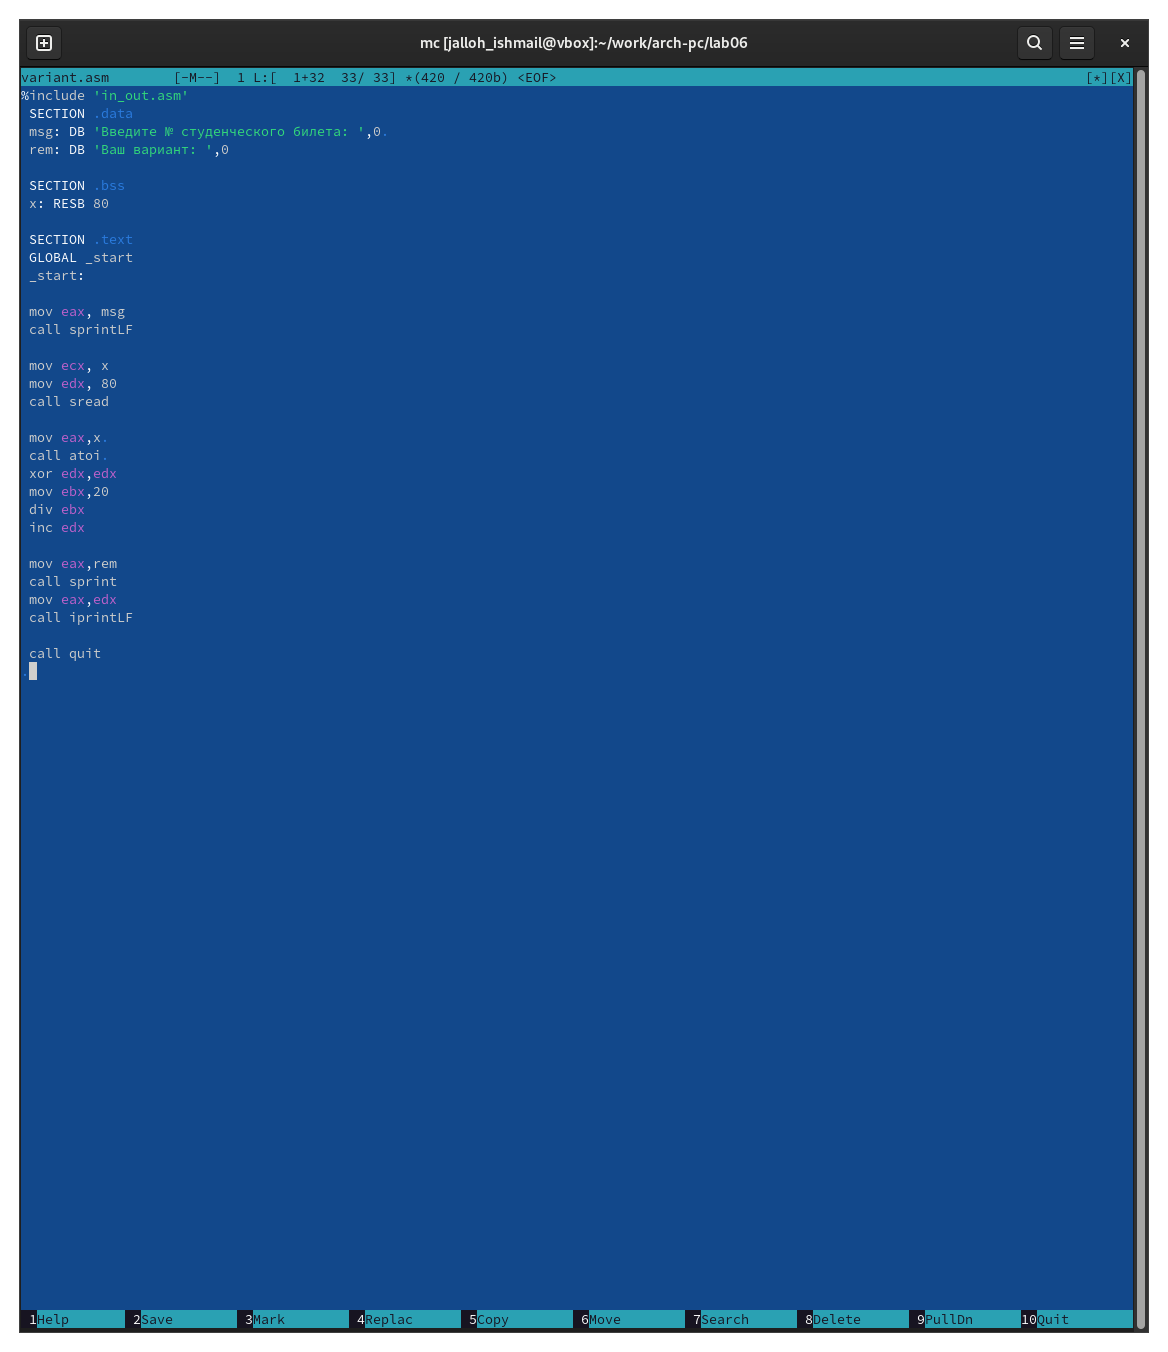 mc [jalloh_ishmail@vbox]:~/work/arch-pc/lab06
variant.asm        [-M--]  1 L:[  1+32  33/ 33] *(420 / 420b) <EOF>                                                                  [*][X]
%include 'in_out.asm'
 SECTION .data
 msg: DB 'Введите № студенческого билета: ',0.
 rem: DB 'Ваш вариант: ',0

 SECTION .bss
 x: RESB 80

 SECTION .text
 GLOBAL _start
 _start:

 mov eax, msg
 call sprintLF

 mov ecx, x
 mov edx, 80
 call sread

 mov eax,x.
 call atoi.
 xor edx,edx
 mov ebx,20
 div ebx
 inc edx

 mov eax,rem
 call sprint
 mov eax,edx
 call iprintLF

 call quit
.
 1Help 2Save 3Mark 4Replac 5Copy 6Move 7Search 8Delete 9PullDn 10Quit